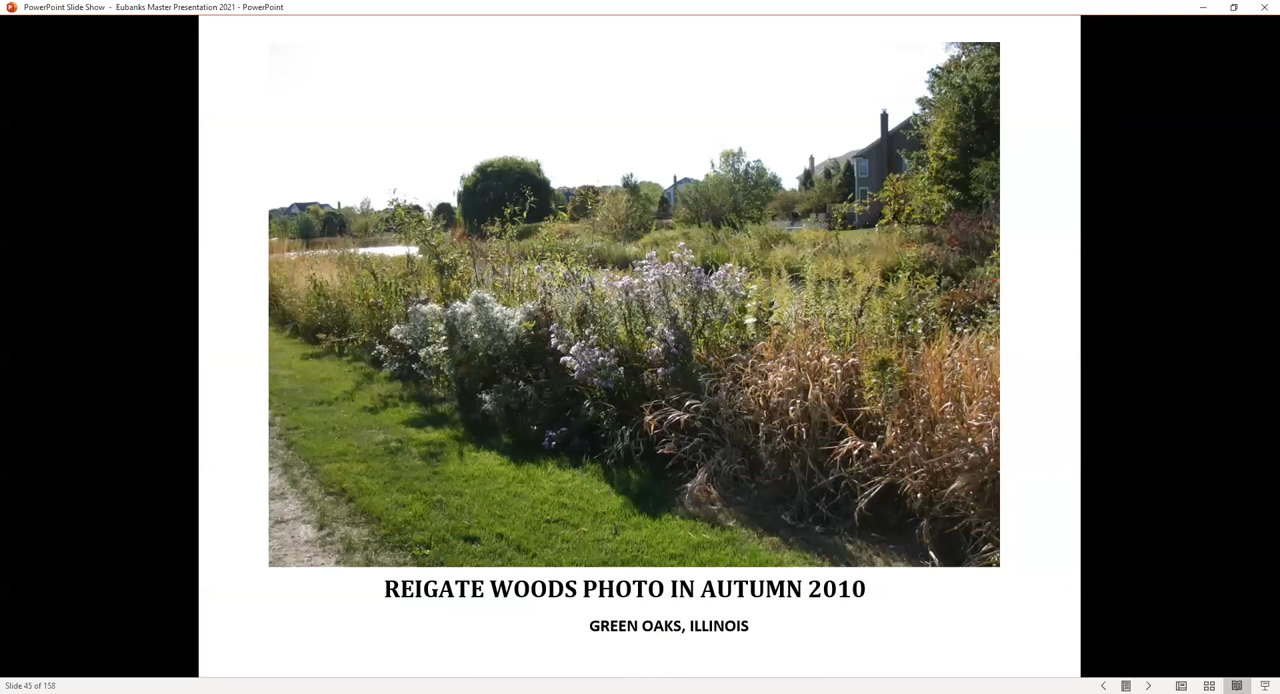 PowerPoint Slide Show - Eubanks Master Presentation 2021 - PowerPoint
REIGATE WOODS PHOTO IN AUTUMN 2010
GREEN OAKS, ILLINOIS
Slide 45 of 158